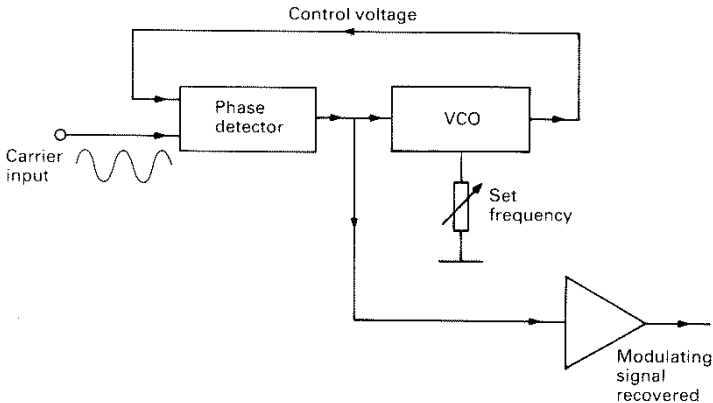 Control voltage
Phase
detector
VCO
Carrier
input
Set
frequency
Modulating
signal
recovered